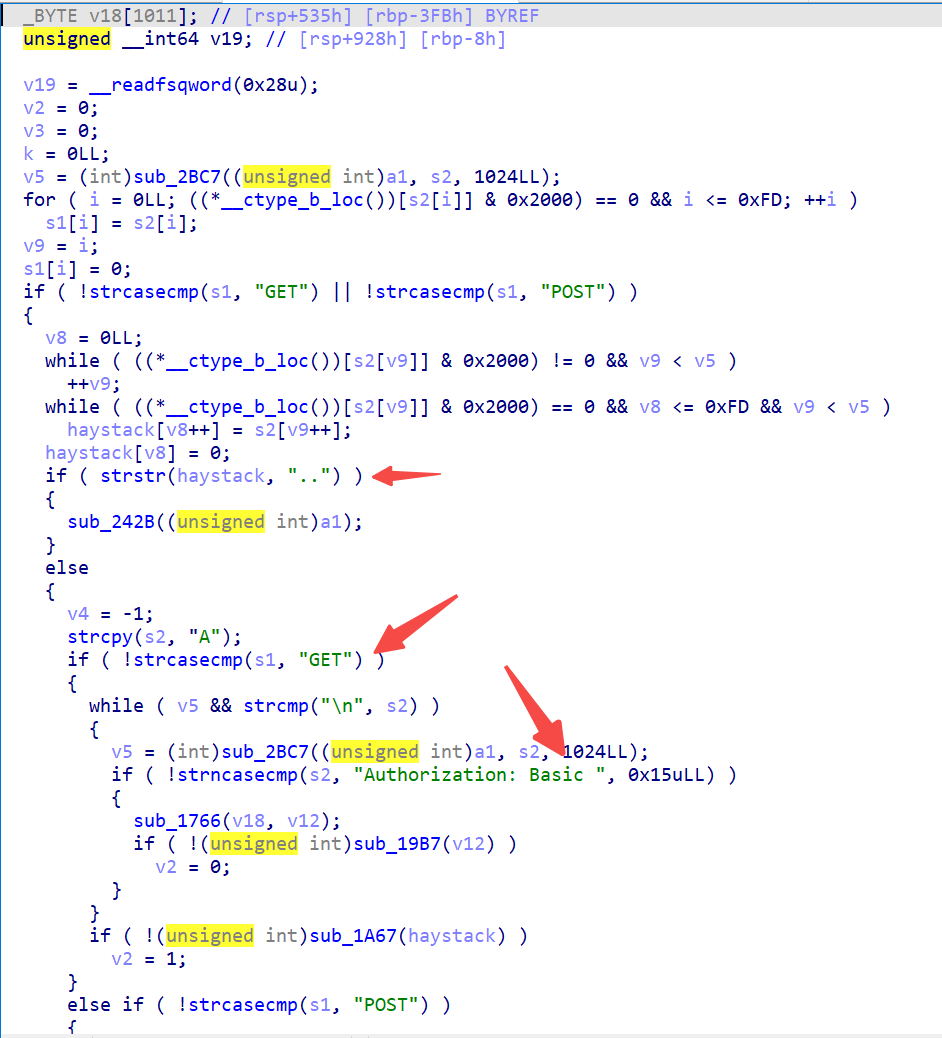 _BYTE v18[1011]; // [rsp+535h] [rbp-3FBh] BYREF
unsigned __int64 v19; // [rsp+928h] [rbp-8h]
v19 = __readfsqword(0x28u);
v2 = 0;
v3 = 0;
k = 0LL;
v5 = (int)sub_2BC7((unsigned int)a1, s2, 1024LL);
for ( i = 0LL; ((*__ctype_b_loc())[s2[i]] & 0x2000) == 0 && i <= 0xFD; ++i )
s1[i] = s2[i];
v9 = i;
s1[i] = 0;
if ( !strcasecmp(s1, "GET") || !strcasecmp(s1, "POST") )
{
v8 = 0LL;
while ( ((*__ctype_b_loc())[s2[v9]] & 0x2000) != 0 && v9 < v5 )
++v9;
while ( ((*__ctype_b_loc())[s2[v9]] & 0x2000) == 0 && v8 <= 0xFD && v9 < v5 )
haystack[v8++] = s2[v9++];
haystack[v8] = 0;
if ( strstr(haystack, "..") )
{
sub_242B((unsigned int)a1);
}
else
{
v4 = -1;
strcpy(s2, "A");
if ( !strcasecmp(s1, "GET") )
{
while ( v5 && strcmp("\n", s2) )
{
v5 = (int)sub_2BC7((unsigned int)a1, s2, 1024LL);
if ( !strncasecmp(s2, "Authorization: Basic ", 0x15uLL) )
{
sub_1766(v18, v12);
if ( !(unsigned int)sub_19B7(v12) )
v2 = 0;
}
}
if ( !(unsigned int)sub_1A67(haystack) )
v2 = 1;
}
else if ( !strcasecmp(s1, "POST") )
{